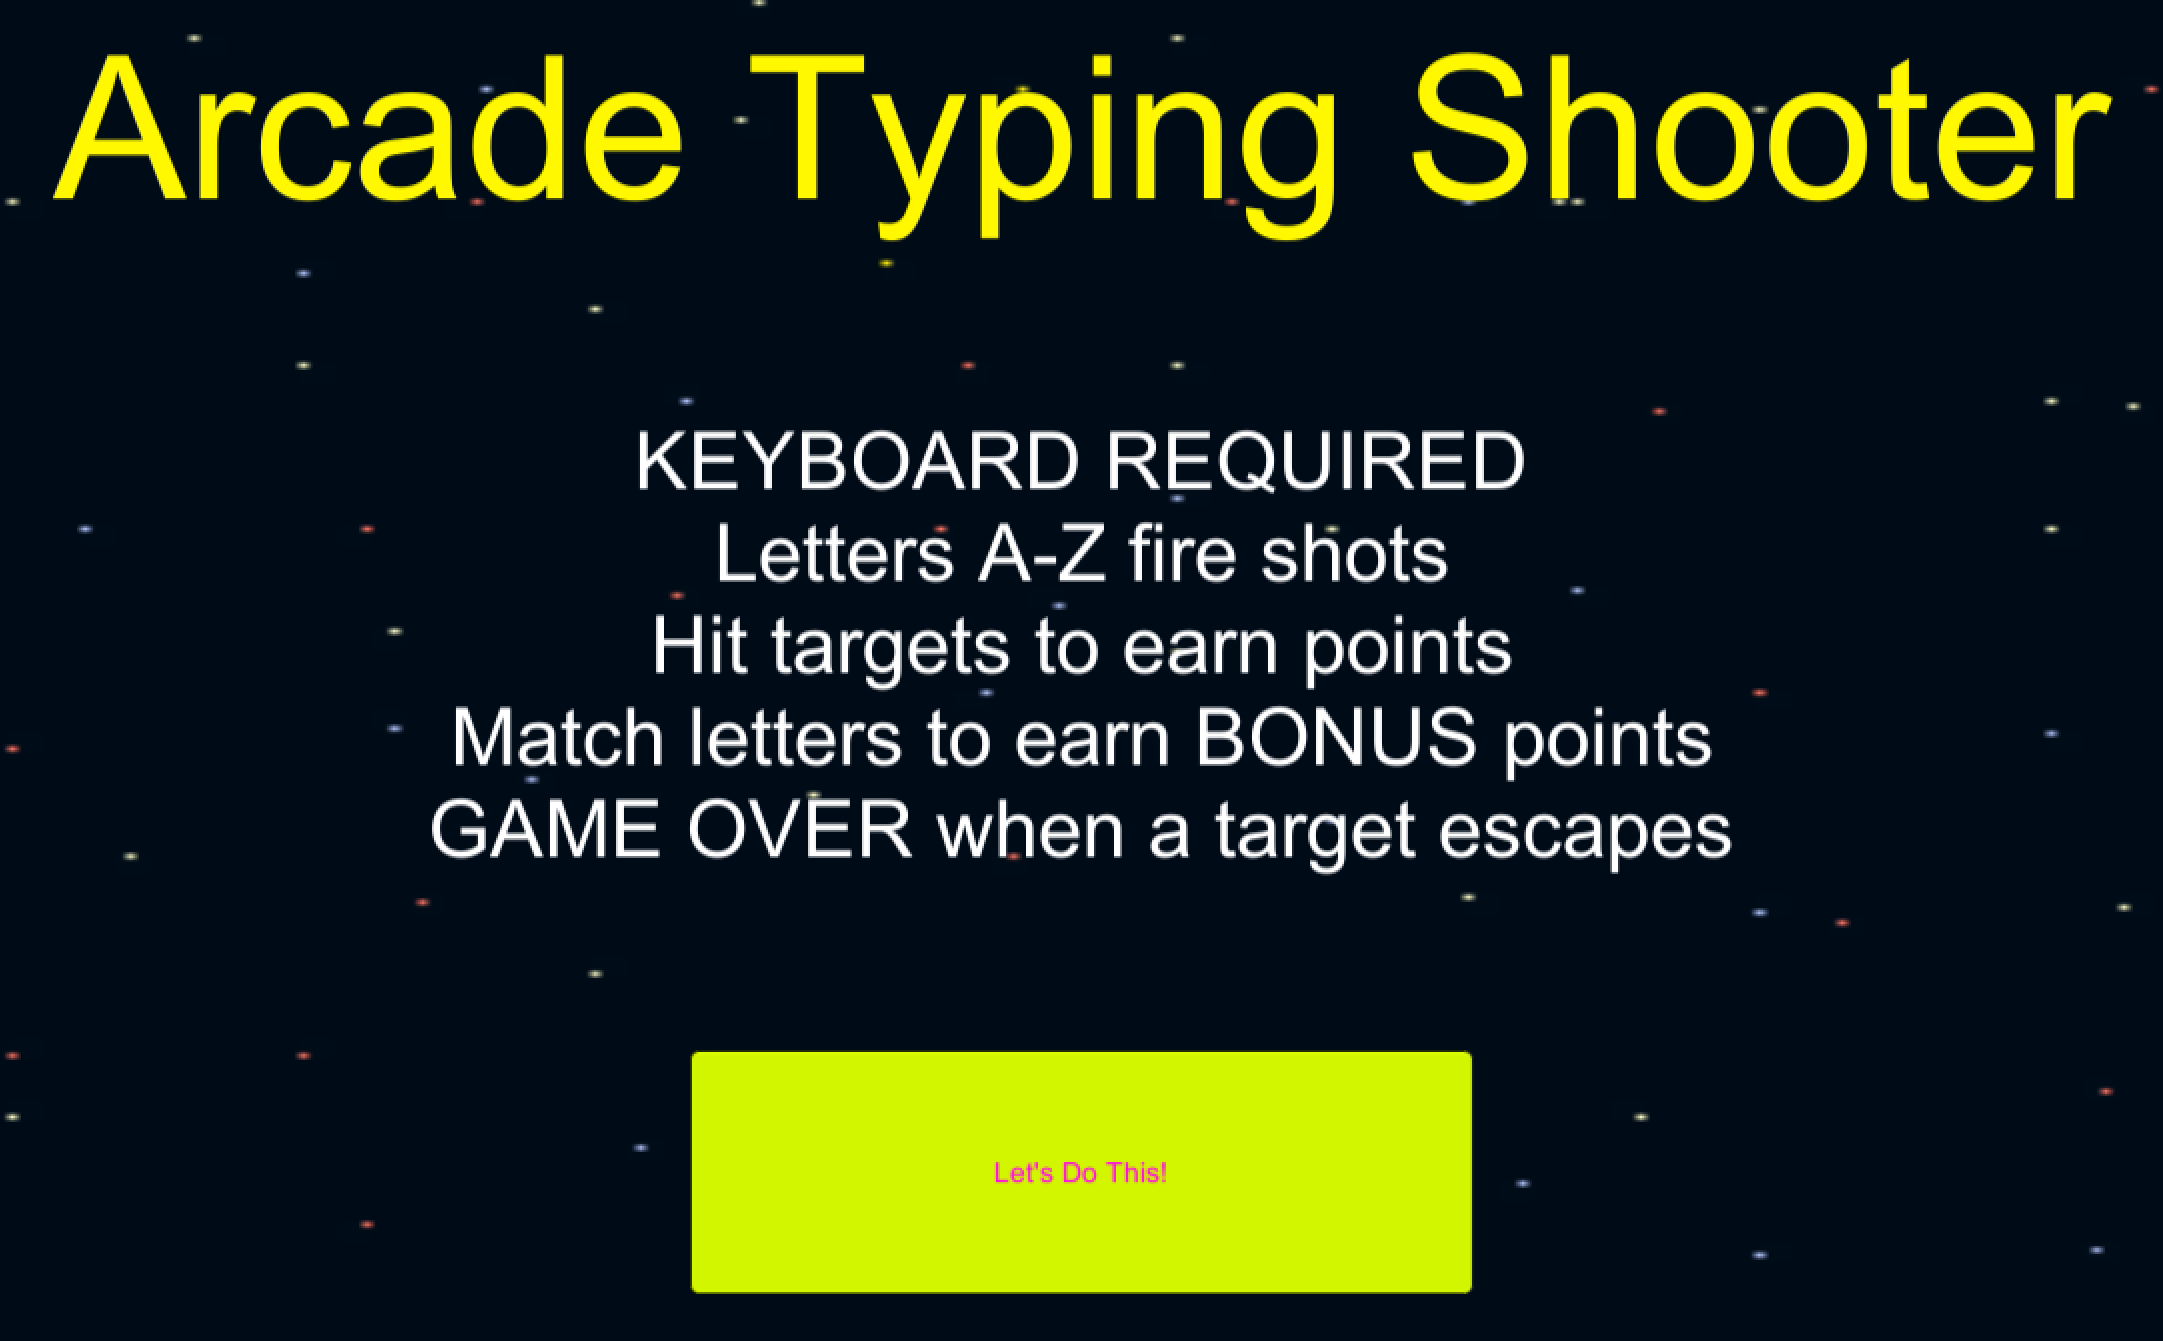 Arcade Typing Shooter
KEYBOARD REQUIRED
Letters A-Z fire shots
Hit targets to earn points
Match letters to earn BONUS points
GAME OVER when a target escapes
Let's Do This!